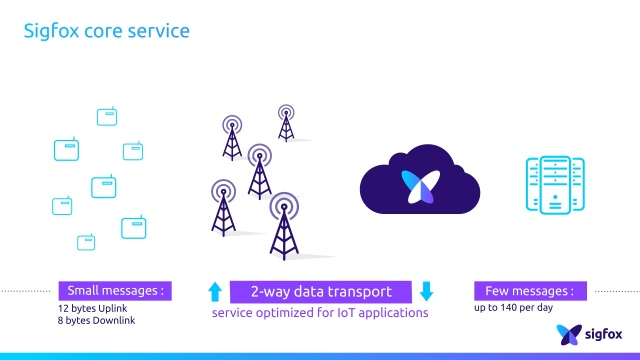 Sigfox core service
Small messages :
12 bytes Uplink
8 bytes Downlink
2-way data transport
service optimized for IoT applications
Few messages :
up to 140 per day
sigfox